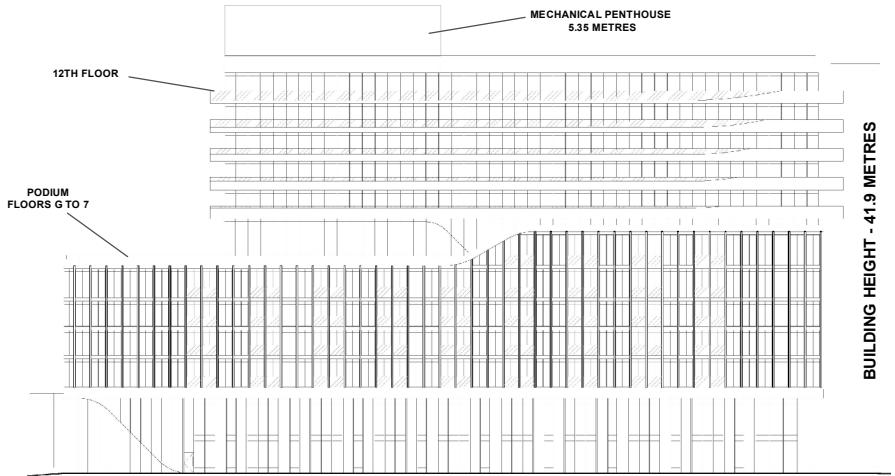 MECHANICAL PENTHOUSE
5.35 METRES
12TH FLOOR
PODIUM
FLOORS G TO 7
BUILDING HEIGHT - 41.9 METRES